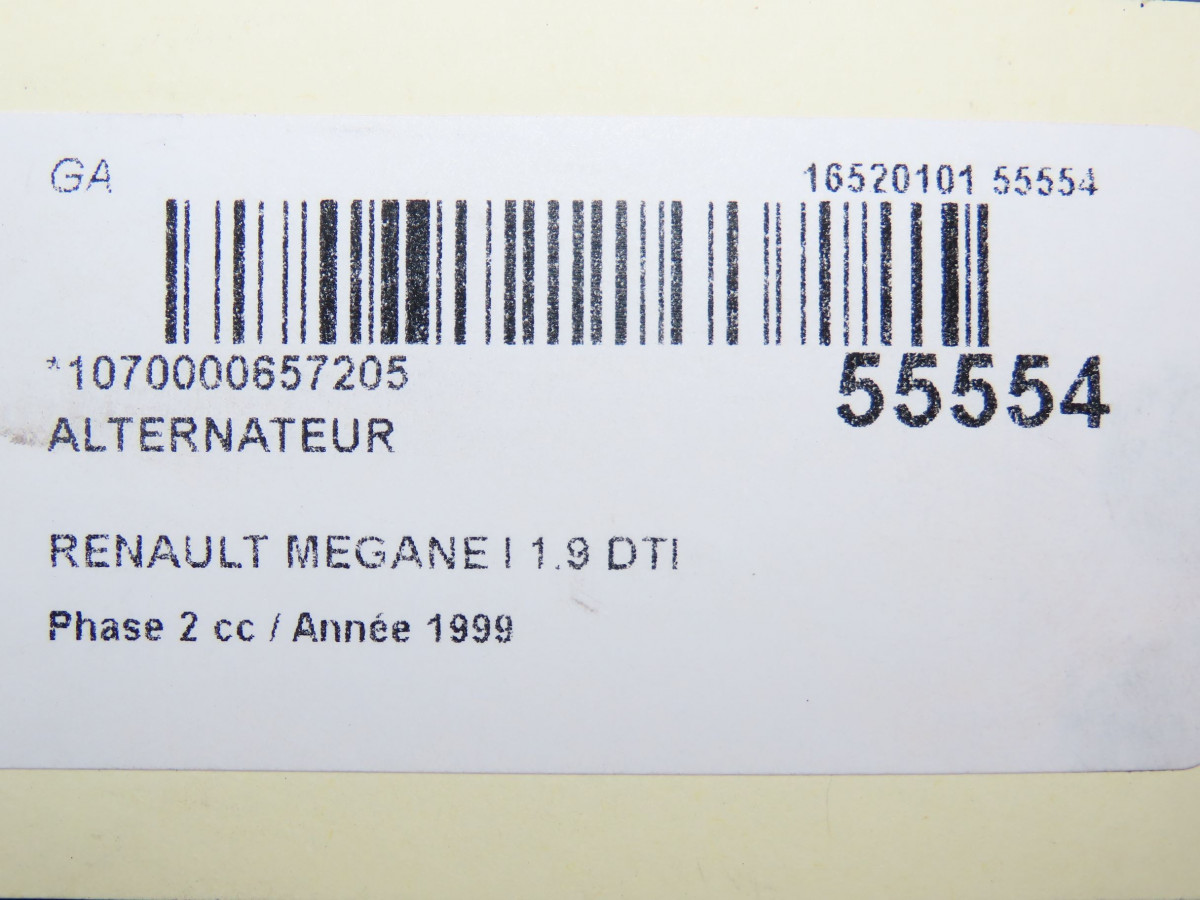 GA 16520101 55554
*1070000657205 55554
ALTERNATEUR
RENAULT MEGANE I 1.9 DTI
Phase 2 cc / Année 1999